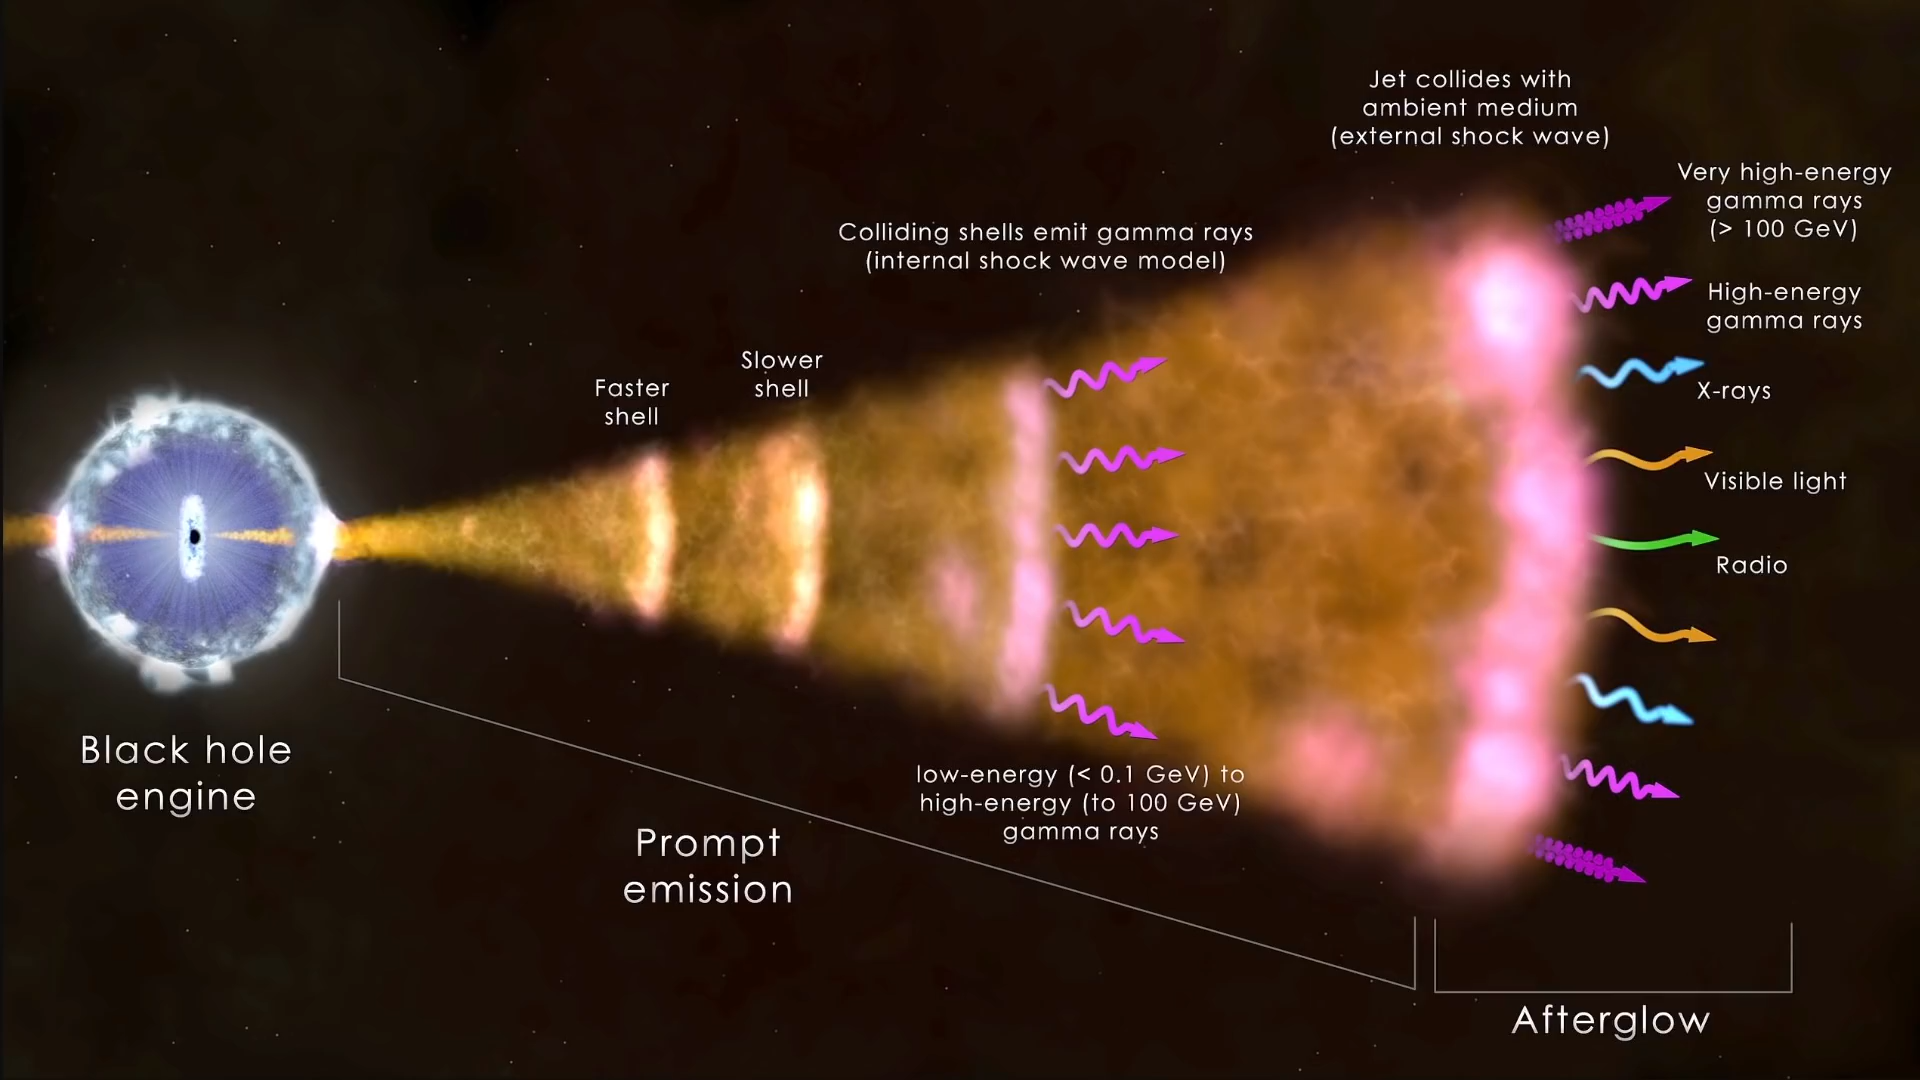 Jet collides with
ambient medium
(external shock wave)
Very high-energy
gamma rays
(> 100 GeV)
Colliding shells emit gamma rays
(internal shock wave model)
High-energy
gamma rays
Slower
shell
Faster
shell
X-rays
Visible light
Radio
Black hole
engine
low-energy (< 0.1 GeV) to
high-energy (to 100 GeV)
gamma rays
Prompt
emission
Afterglow